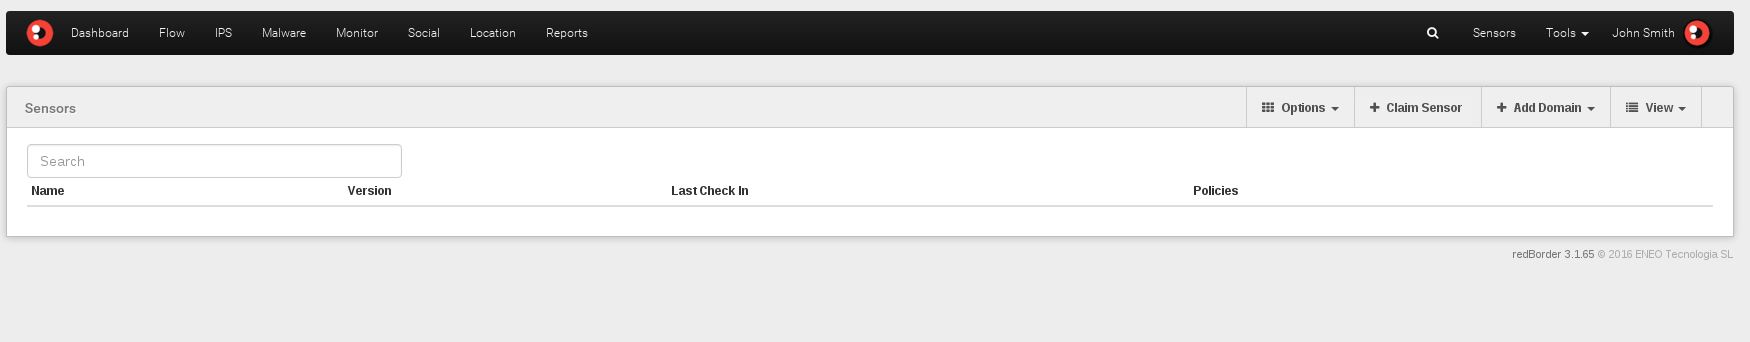 Dashboard Flow IPS Malware Monitor Social Location Reports Sensors Tools John Smith
Sensors Options Claim Sensor Add Domain View
Search
Name Version Last Check In Policies
redBorder 3.1.65 © 2016 ENEO Tecnologia SL